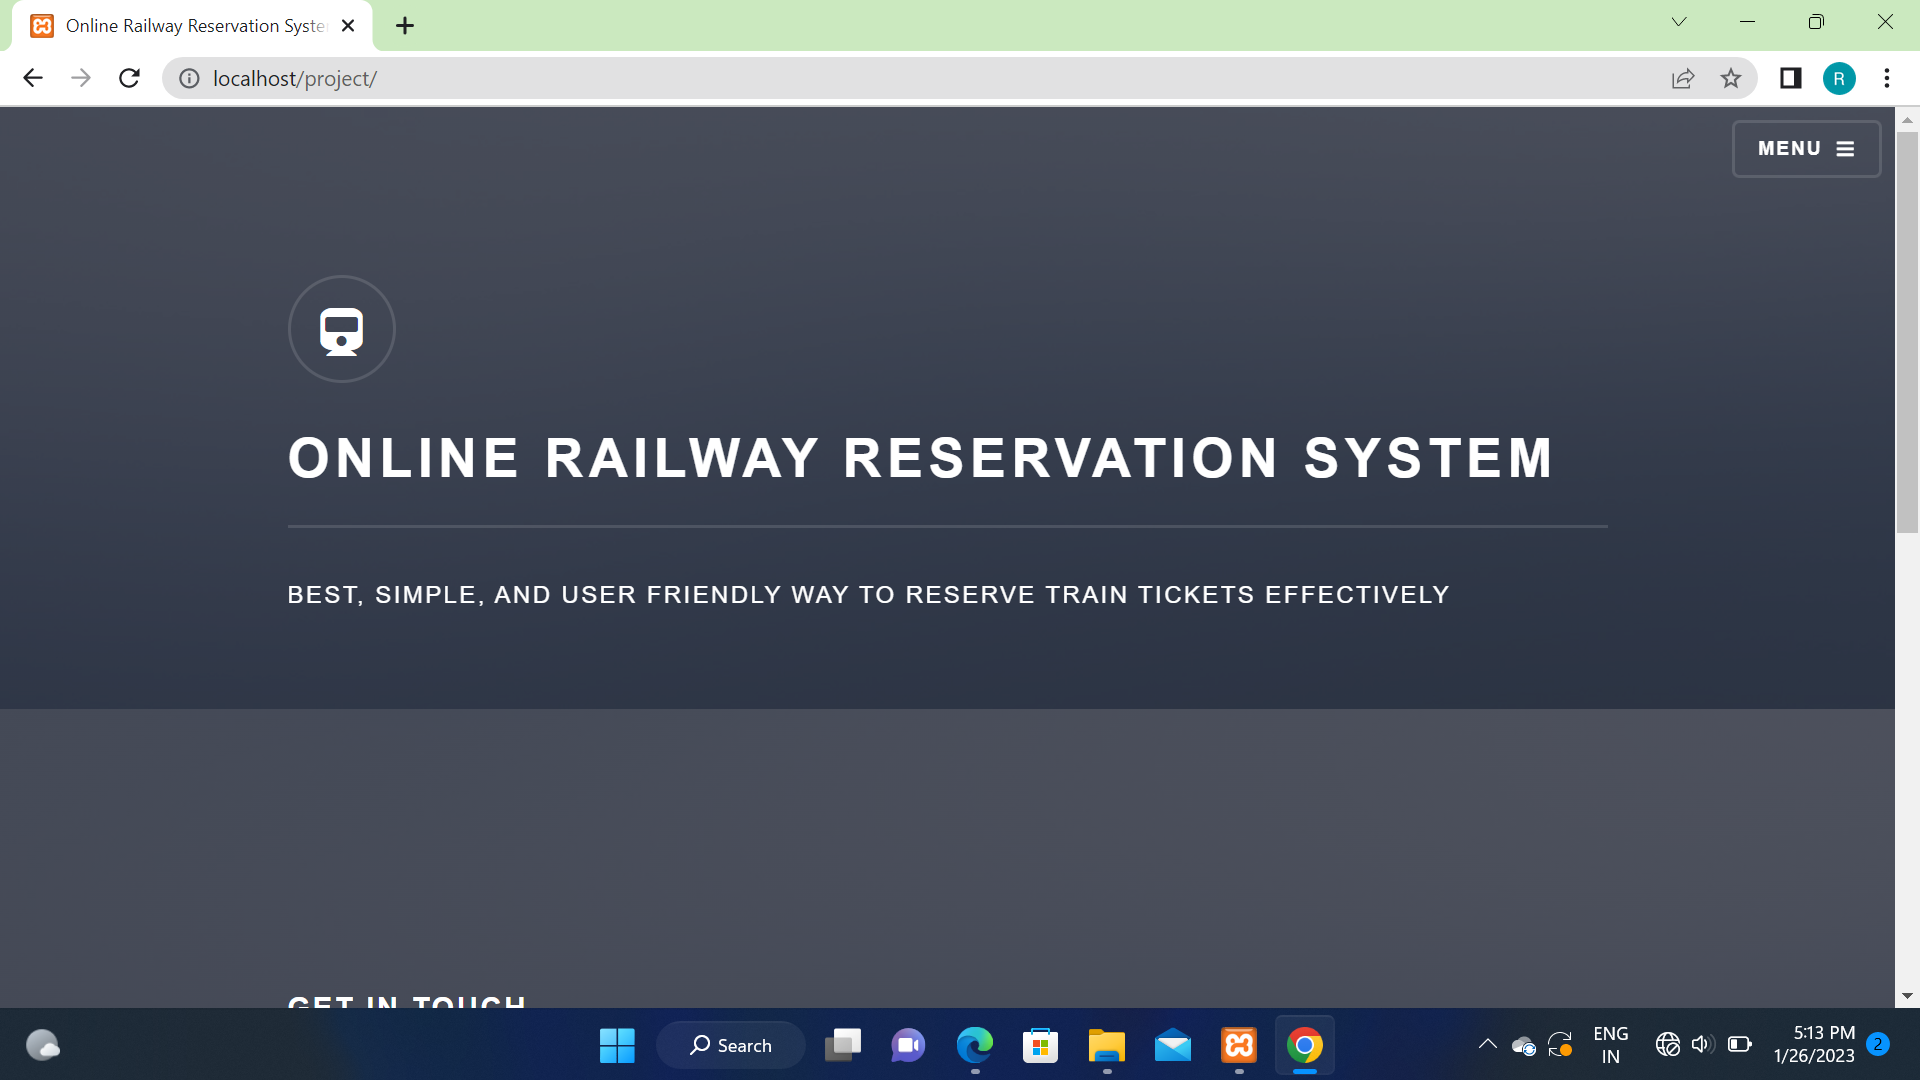 Online Railway Reservation Syste
localhost/project/
R
MENU
ONLINE RAILWAY RESERVATION SYSTEM
BEST, SIMPLE, AND USER FRIENDLY WAY TO RESERVE TRAIN TICKETS EFFECTIVELY
GET IN TOUCH
Search
ENG
IN
5:13 PM
1/26/2023
2